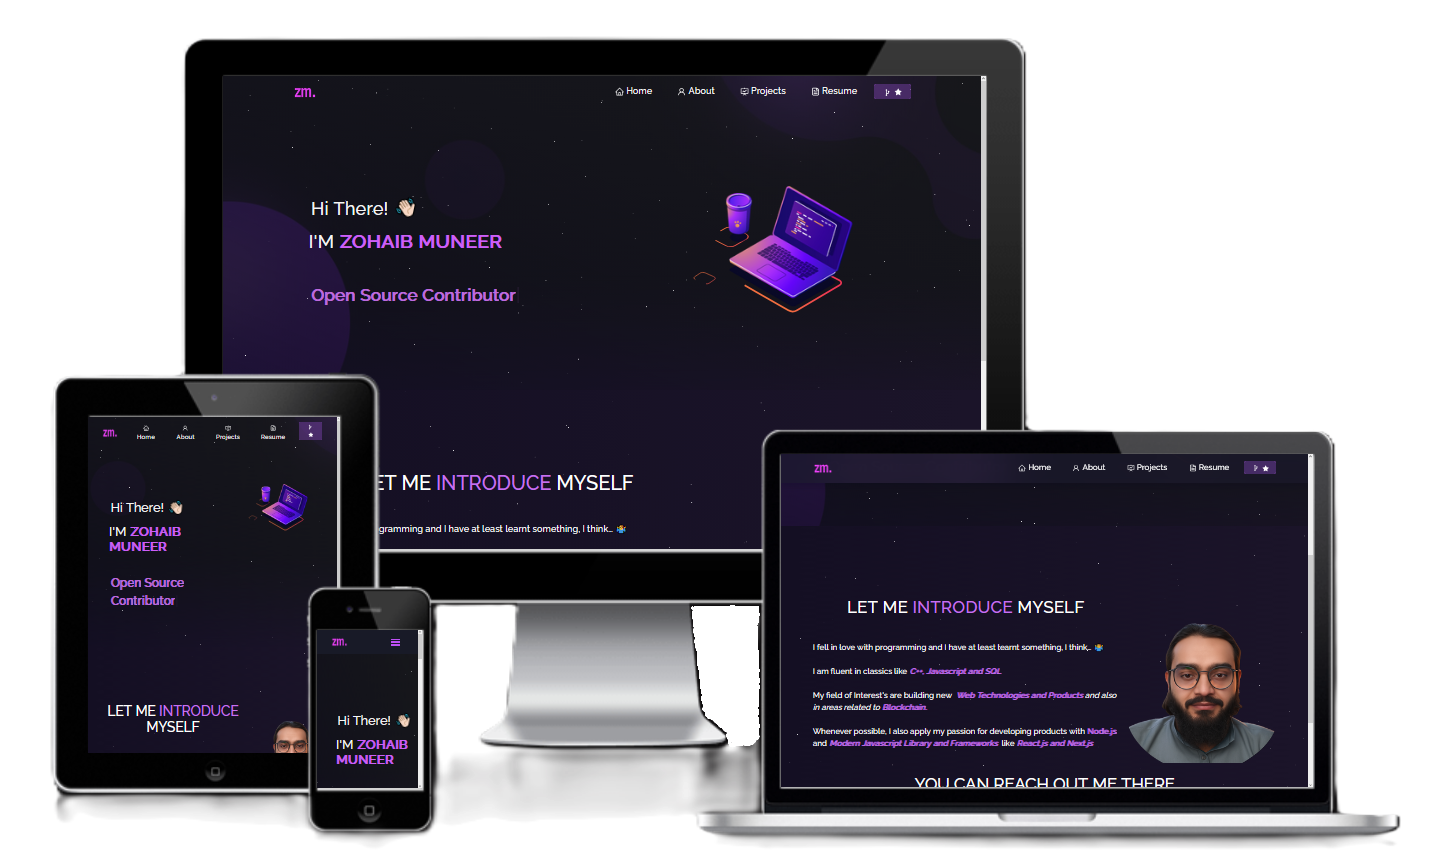 zm.
Home
About
Projects
Resume
Hi There!
I'M ZOHAIB MUNEER
Open Source Contributor
ET ME INTRODUCE MYSELF
gramming and I have at least learnt something, I think...
zm.
Home
About
Projects
Resume
Hi There!
I'M ZOHAIB
MUNEER
Open Source
Contributor
LET ME INTRODUCE
MYSELF
zm.
Hi There!
I'M ZOHAIB
MUNEER
zm.
Home
About
Projects
Resume
LET ME INTRODUCE MYSELF
I fell in love with programming and I have at least learnt something, I think...
I am fluent in classics like C++, Javascript and SQL.
My field of Interest's are building new Web Technologies and Products and also
in areas related to Blockchain.
Whenever possible, I also apply my passion for developing products with Node.js
and Modern Javascript Library and Frameworks like React.js and Next.js
YOU CAN REACH OUT ME THERE